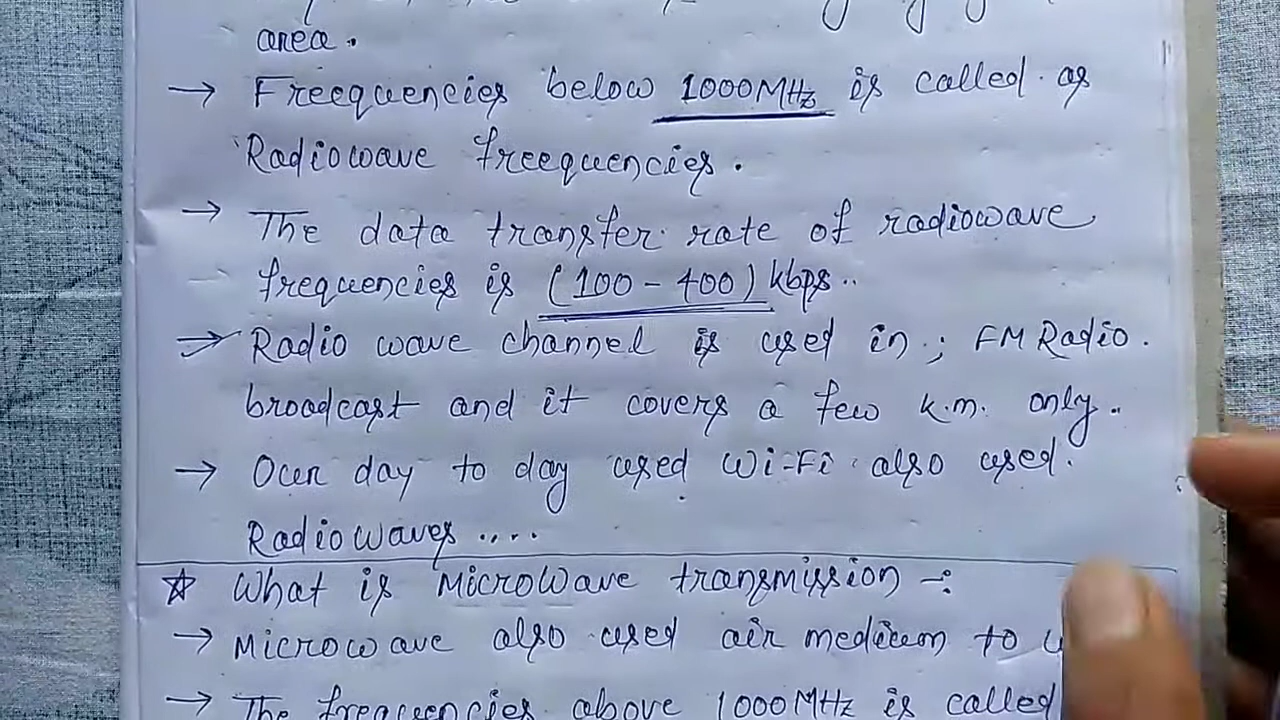 area.
→ Freequencies below 1000MHz is called as
Radiowave freequencies.
→ The data transfer rate of radiowave
frequencies is (100 - 400) kbps..
→ Radio wave channel is used in ; FM Radio.
broadcast and it covers a few k.m. only..
→ Our day to day used Wi-Fi also used.
Radiowaves ....
☆ What is Microwave transmission -:
→ Microwave also used air medium to
→ The frequencies above 1000MHz is called